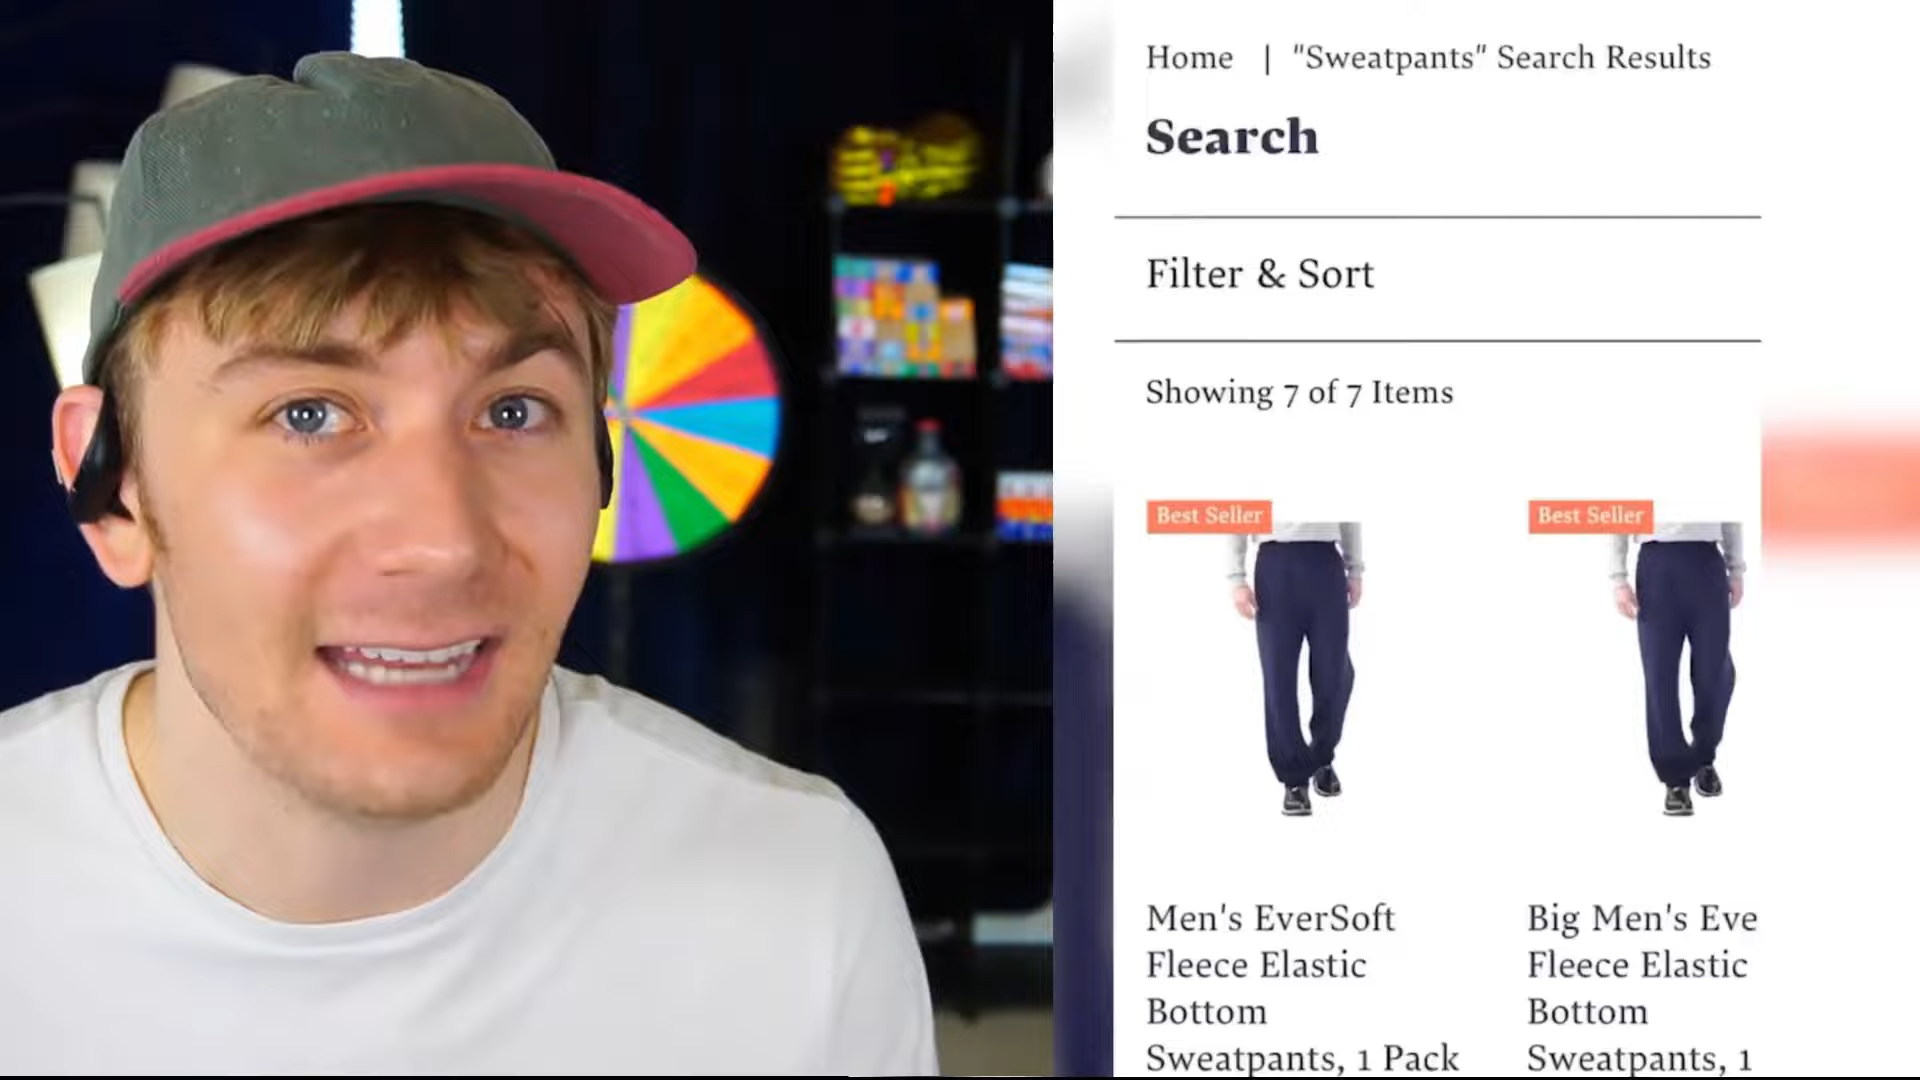 Home | "Sweatpants" Search Results
Search
Filter & Sort
Showing 7 of 7 Items
Best Seller
Best Seller
Men's EverSoft
Fleece Elastic
Bottom
Sweatpants, 1 Pack
Big Men's Eve
Fleece Elastic
Bottom
Sweatpants, 1